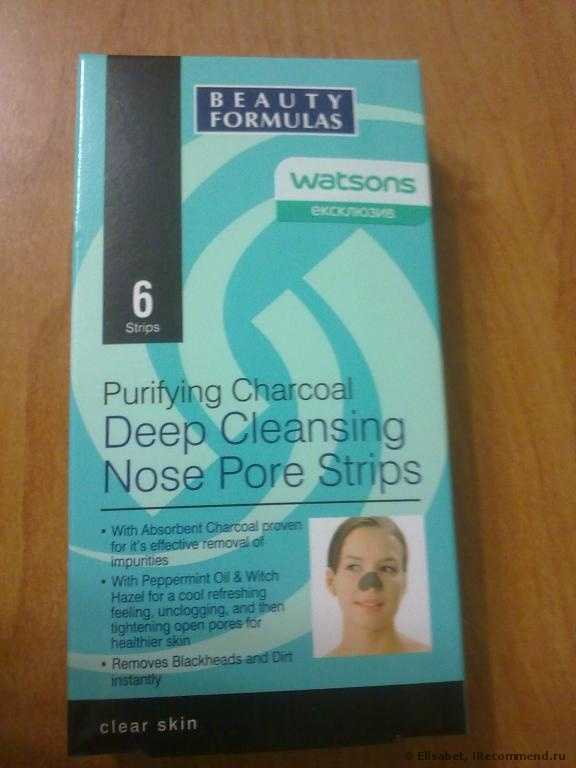 BEAUTY
FORMULAS
watsons
ексклюзив
6
Strips
Purifying Charcoal
Deep Cleansing
Nose Pore Strips
• With Absorbent Charcoal proven
for it's effective removal of
impurities
• With Peppermint Oil & Witch
Hazel for a cool refreshing
feeling, unclogging, and then
tightening open pores for
healthier skin
• Removes Blackheads and Dirt
instantly
clear skin
© Elisabet, IRecommend.ru